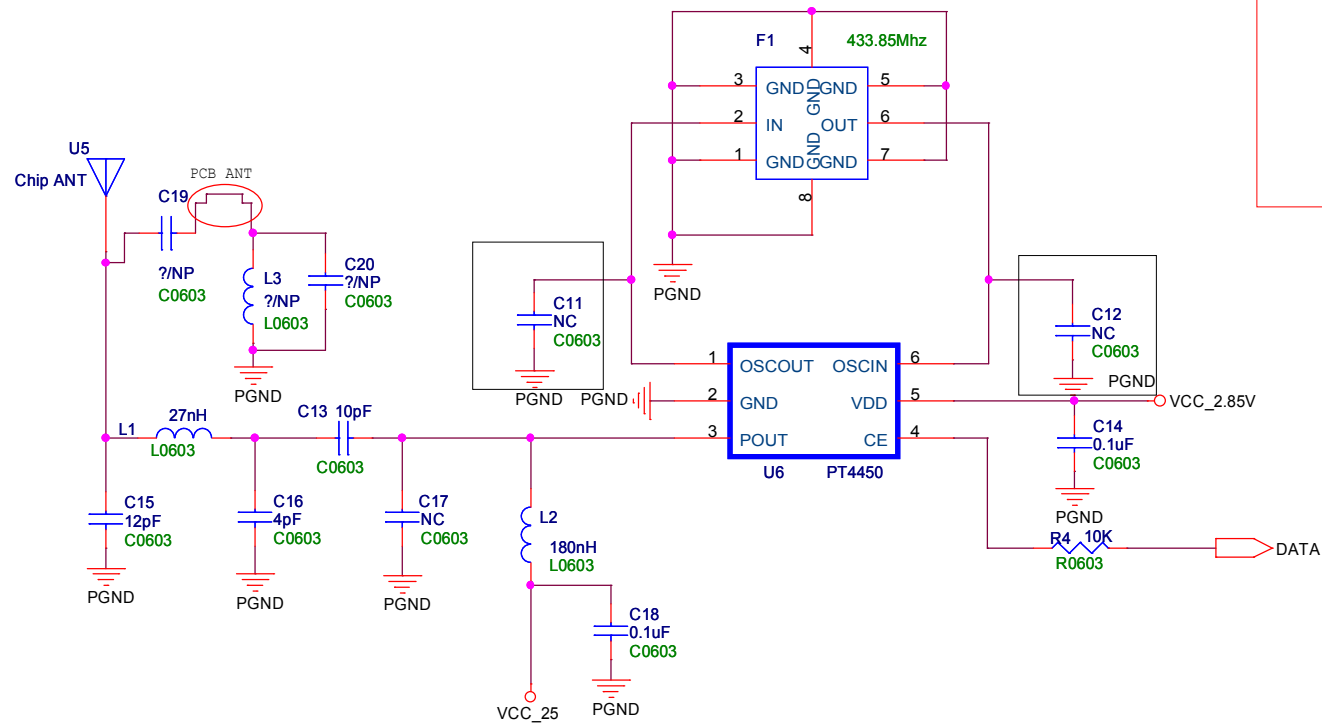 F1
433.85Mhz
4
3
GND
GND
GND
5
2
IN
OUT
6
1
GND
GND
GND
7
8
PGND
U5
Chip ANT
PCB ANT
C19
?/NP
C0603
L3
?/NP
L0603
C20
?/NP
C0603
PGND
C11
NC
C0603
PGND
C12
NC
C0603
PGND
1
OSCOUT
OSCIN
6
PGND
2
GND
VDD
5
VCC_2.85V
3
POUT
CE
4
U6
PT4450
C14
0.1uF
C0603
PGND
R4
10K
R0603
DATA
L1
27nH
L0603
C13
10pF
C0603
C15
12pF
C0603
PGND
C16
4pF
C0603
PGND
C17
NC
C0603
PGND
L2
180nH
L0603
C18
0.1uF
C0603
PGND
VCC_25